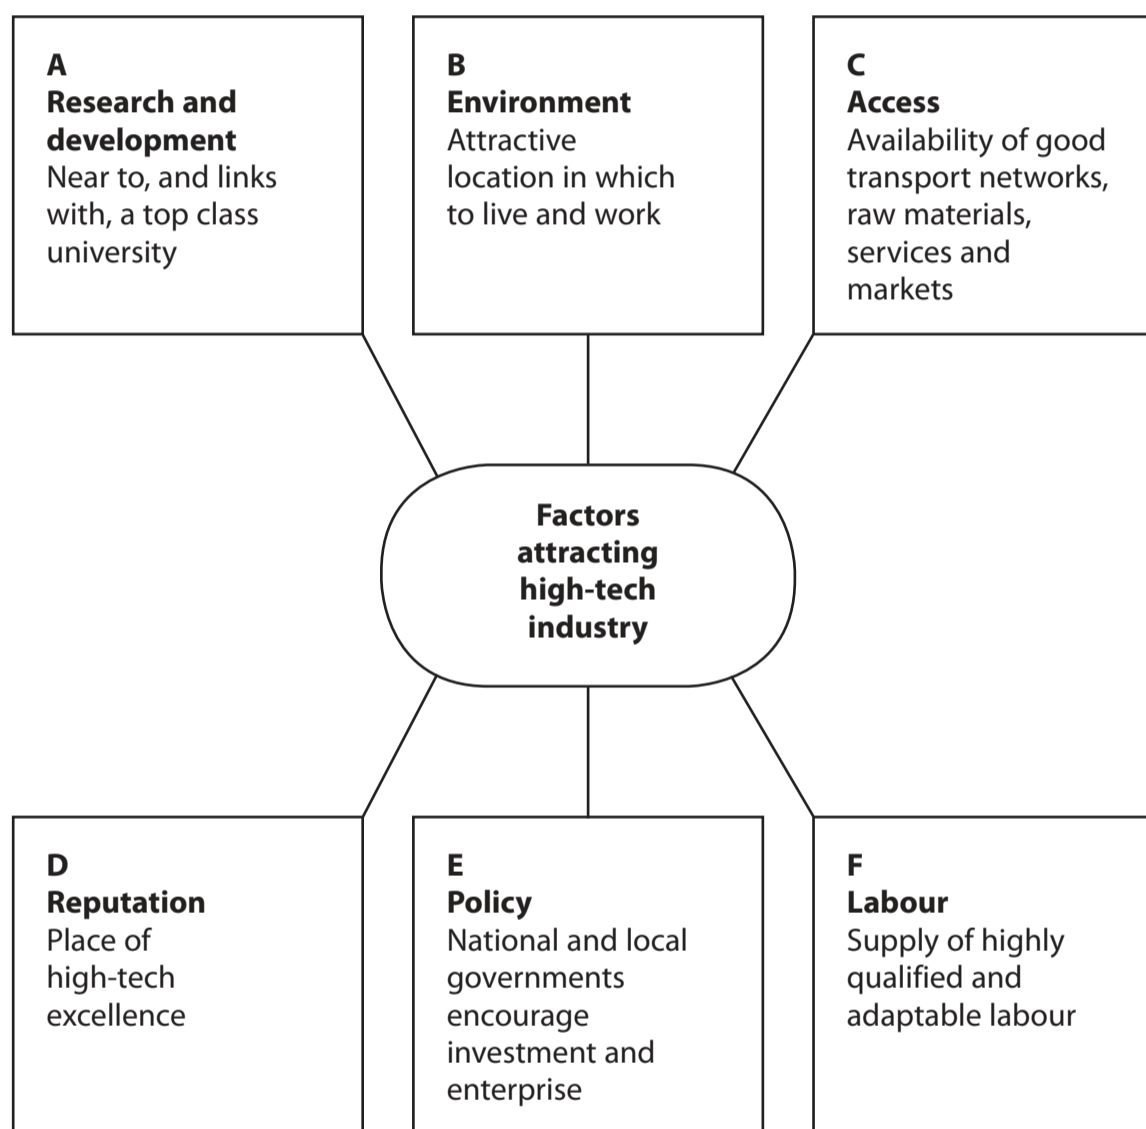 A
Research and
development
Near to, and links
with, a top class
university
B
Environment
Attractive
location in which
to live and work
C
Access
Availability of good
transport networks,
raw materials,
services and
markets
Factors
attracting
high-tech
industry
D
Reputation
Place of
high-tech
excellence
E
Policy
National and local
governments
encourage
investment and
enterprise
F
Labour
Supply of highly
qualified and
adaptable labour